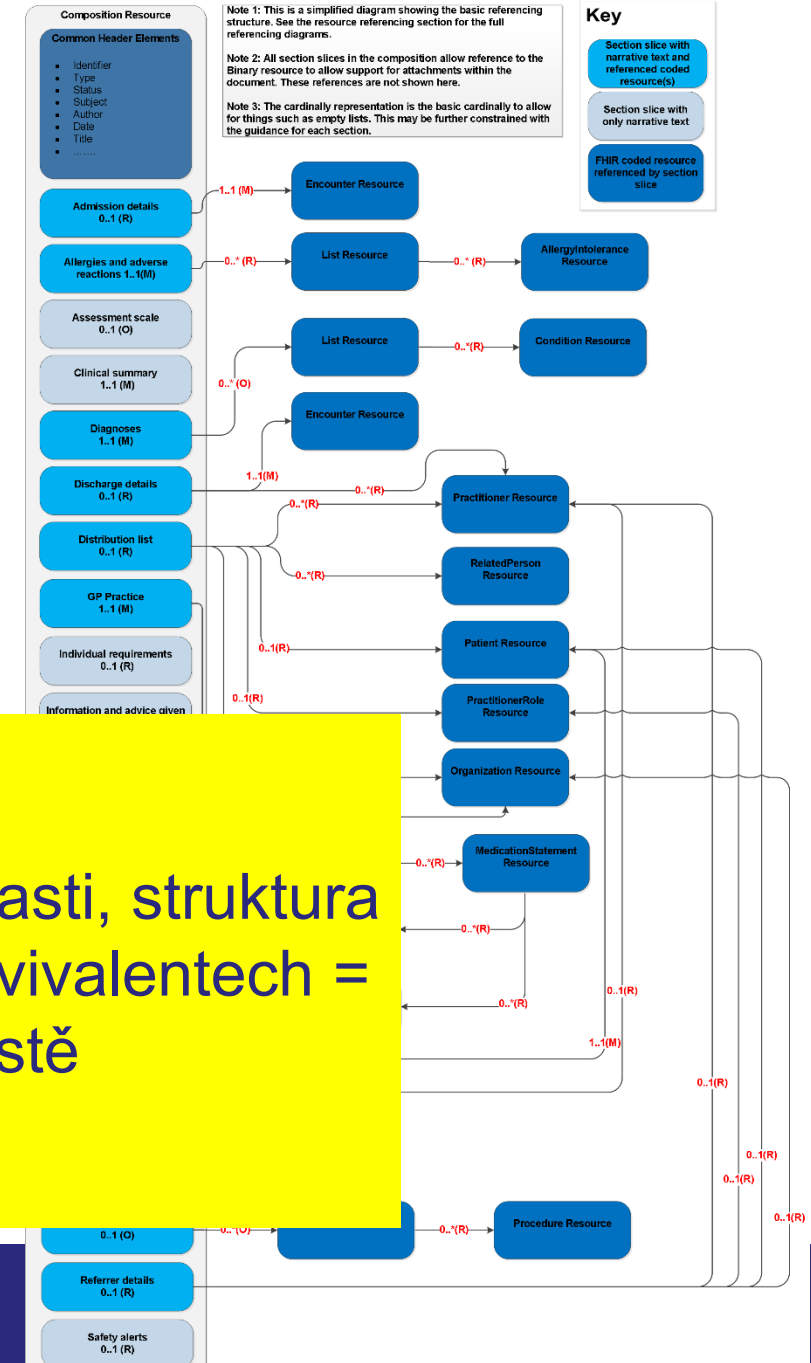 Composition Resource
Common Header Elements
▪ Identifier
▪ Type
▪ Status
▪ Subject
▪ Author
▪ Date
▪ Title
▪ .......
Note 1: This is a simplified diagram showing the basic referencing
structure. See the resource referencing section for the full
referencing diagrams.
Note 2: All section slices in the composition allow reference to the
Binary resource to allow support for attachments within the
document. These references are not shown here.
Note 3: The cardinally representation is the basic cardinally to allow
for things such as empty lists. This may be further constrained with
the guidance for each section.
Key
Section slice with
narrative text and
referenced coded
resource(s)
Section slice with
only narrative text
FHIR coded resource
referenced by section
slice
Admission details
0..1 (R)
1..1 (M)
Encounter Resource
Allergies and adverse
reactions 1..1(M)
0..* (R)
List Resource
0..* (R)
AllergyIntolerance
Resource
Assessment scale
0..1 (O)
Clinical summary
1..1 (M)
0..* (O)
List Resource
0..*(R)
Condition Resource
Diagnoses
1..1 (M)
Encounter Resource
Discharge details
0..1 (R)
1..1(M)
0..*(R)
0..*(R)
Practitioner Resource
Distribution list
0..1 (R)
0..*(R)
RelatedPerson
Resource
GP Practice
1..1 (M)
Individual requirements
0..1 (R)
0..1(R)
Patient Resource
Information and advice given
0..1(R)
PractitionerRole
Resource
Organization Resource
0..*(R)
MedicationStatement
Resource
asti, struktura
vivalentech =
stě
0..*(R)
0..*(R)
0..1(R)
1..1(M)
0..1(R)
0..1(R)
0..1(R)
0..1(R)
0..1 (O)
0..*(O)
0..*(R)
Procedure Resource
Referrer details
0..1 (R)
Safety alerts
0..1 (R)